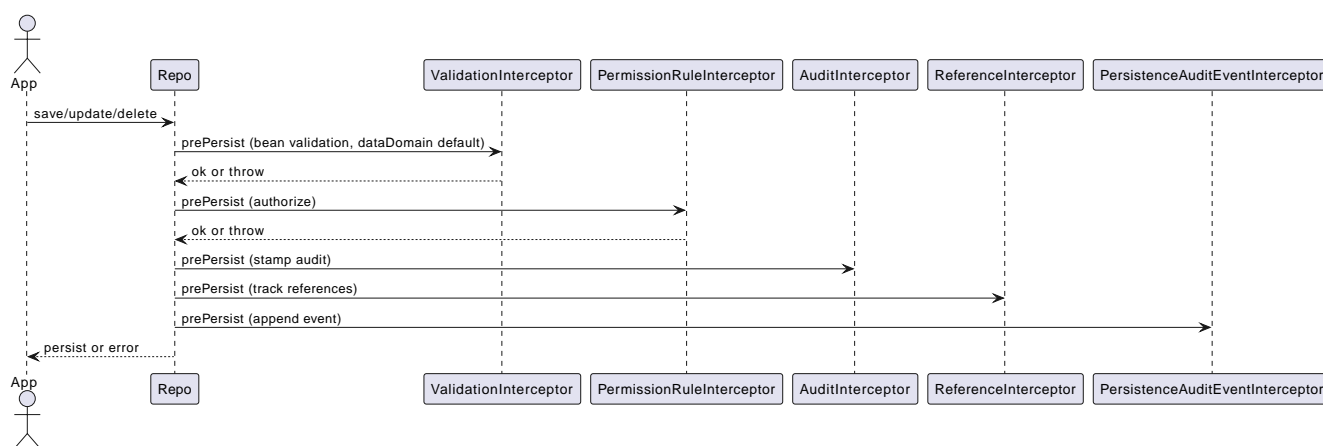 App
Repo
ValidationInterceptor
PermissionRuleInterceptor
AuditInterceptor
ReferenceInterceptor
PersistenceAuditEventInterceptor
save/update/delete
prePersist (bean validation, dataDomain default)
ok or throw
prePersist (authorize)
ok or throw
prePersist (stamp audit)
prePersist (track references)
prePersist (append event)
persist or error
App
Repo
ValidationInterceptor
PermissionRuleInterceptor
AuditInterceptor
ReferenceInterceptor
PersistenceAuditEventInterceptor